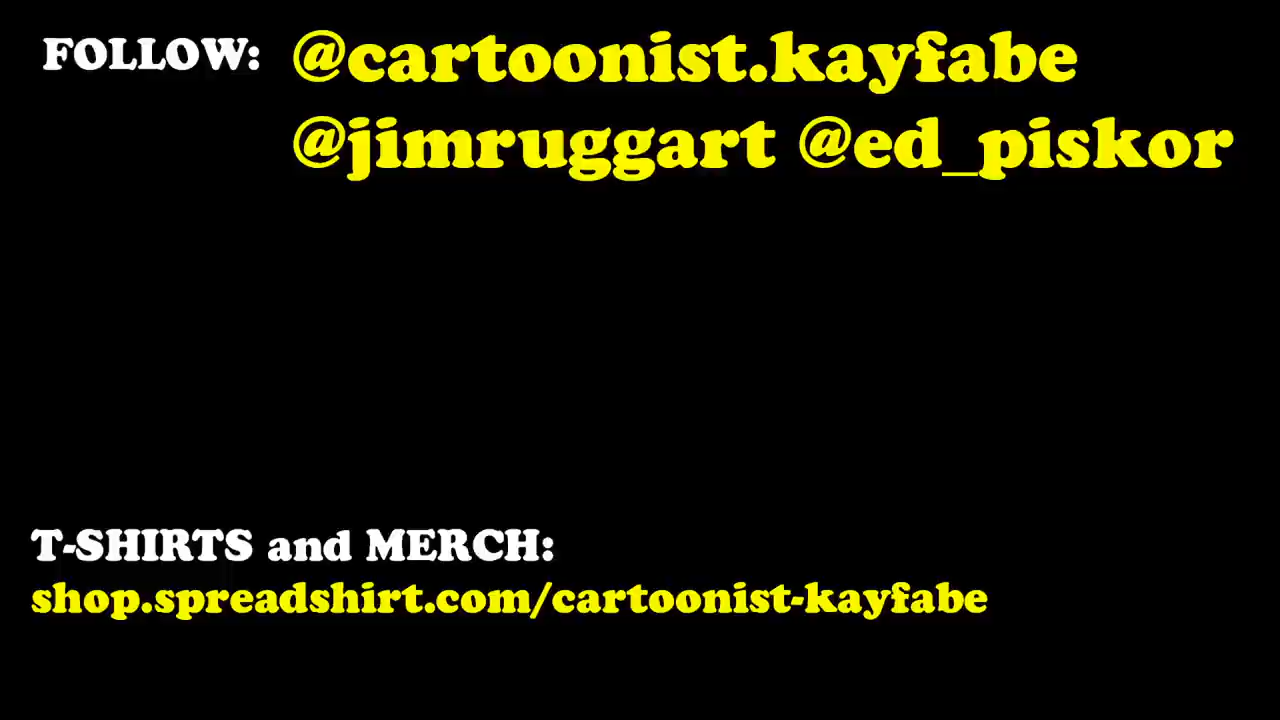 FOLLOW: @cartoonist.kayfabe
@jimruggart @ed_piskor
T-SHIRTS and MERCH:
shop.spreadshirt.com/cartoonist-kayfabe